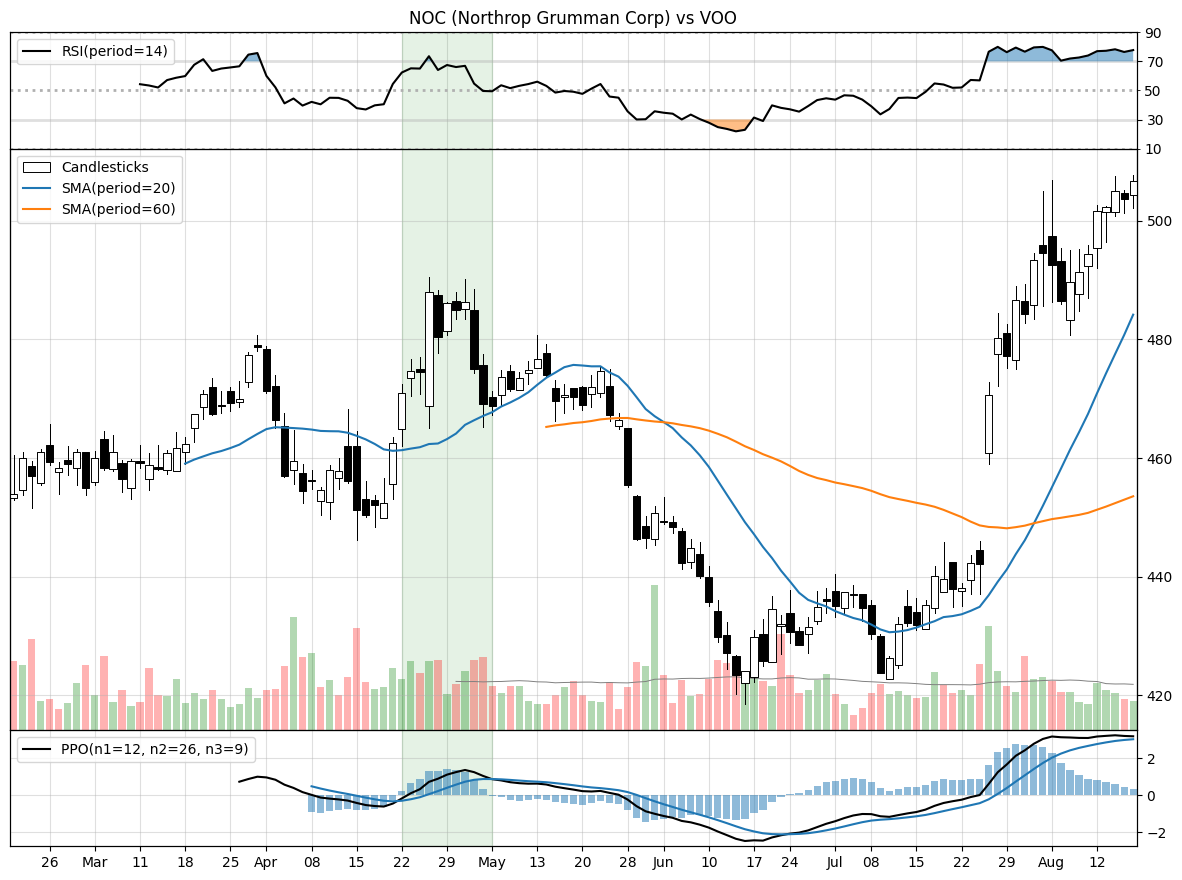 NOC (Northrop Grumman Corp) vs VOO
RSI(period=14)
90
70
50
30
10
Candlesticks
SMA(period=20)
SMA(period=60)
500
480
460
440
420
PPO(n1=12, n2=26, n3=9)
2
0
−2
26 Mar 11 18 25 Apr 08 15 22 29 May 13 20 28 Jun 10 17 24 Jul 08 15 22 29 Aug 12